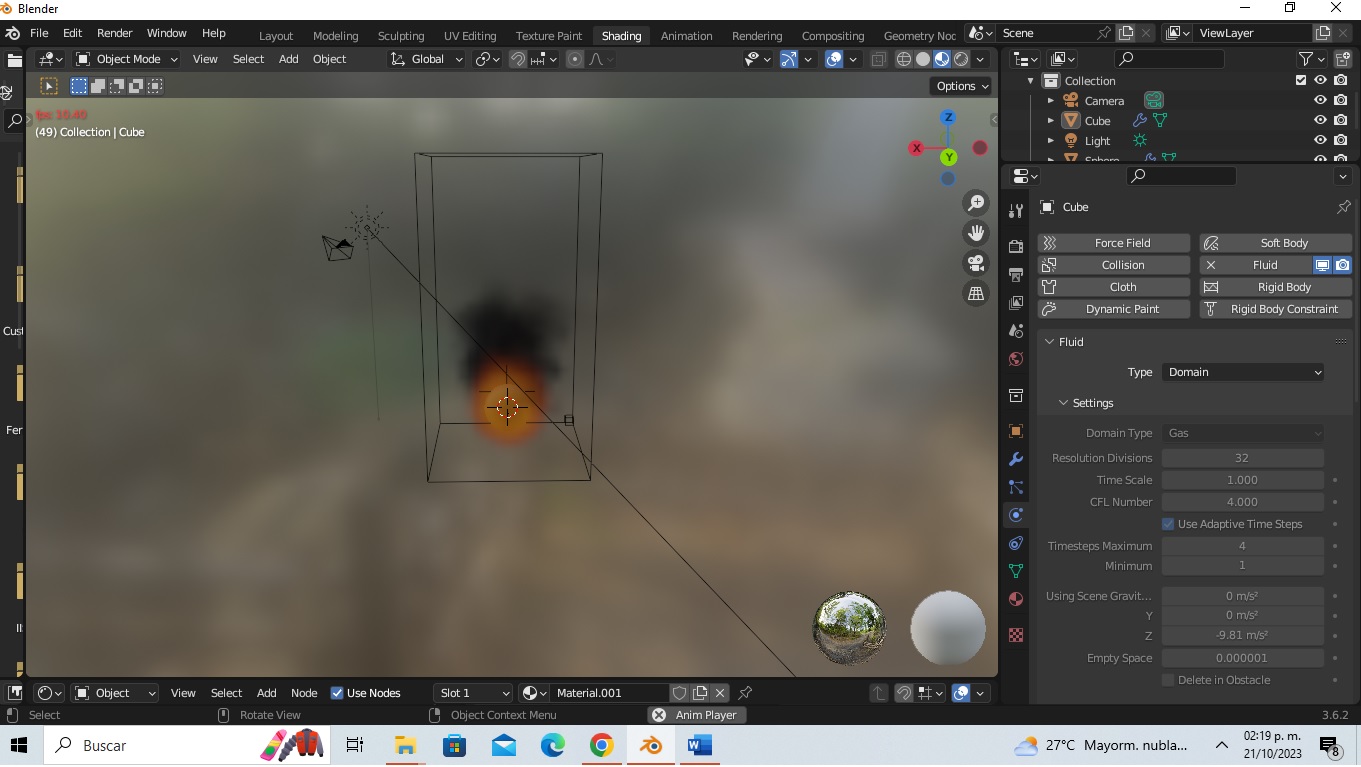 Blender
File Edit Render Window Help Layout Modeling Sculpting UV Editing Texture Paint Shading Animation Rendering Compositing Geometry Noc Scene ViewLayer
Object Mode View Select Add Object Global
Options
fps: 10.40
(49) Collection | Cube
Z
X
Y
Collection
Camera
Cube
Light
Sphere
Cube
Force Field Soft Body
Collision Fluid
Cloth Rigid Body
Dynamic Paint Rigid Body Constraint
Fluid
Type Domain
Settings
Domain Type Gas
Resolution Divisions 32
Time Scale 1.000
CFL Number 4.000
Use Adaptive Time Steps
Timesteps Maximum 4
Minimum 1
Using Scene Gravit... 0 m/s²
Y 0 m/s²
Z -9.81 m/s²
Empty Space 0.000001
Delete in Obstacle
Cust
Fer
Object View Select Add Node Use Nodes Slot 1 Material.001
Select Rotate View Object Context Menu Anim Player 3.6.2
Buscar 27°C Mayorm. nubla... 02:19 p. m.
21/10/2023 8